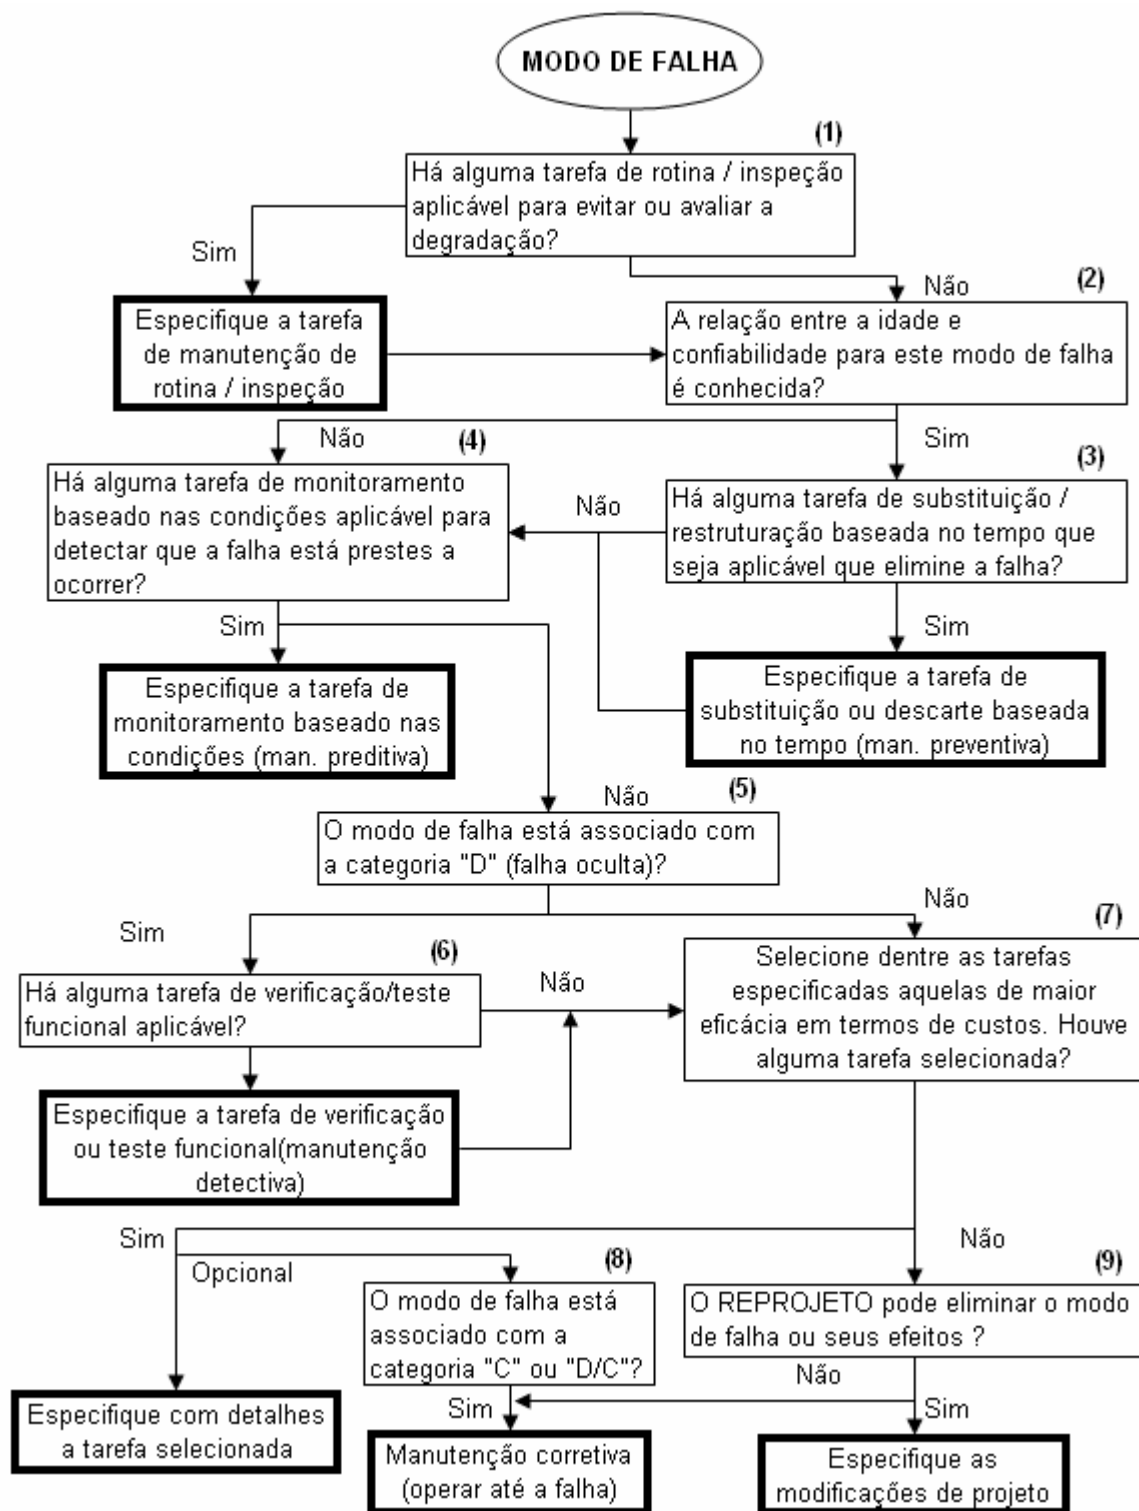 MODO DE FALHA
(1)
Há alguma tarefa de rotina / inspeção
aplicável para evitar ou avaliar a
degradação?
Sim
Não
(2)
Especifique a tarefa
de manutenção de
rotina / inspeção
A relação entre a idade e
confiabilidade para este modo de falha
é conhecida?
Não
(4)
Sim
(3)
Há alguma tarefa de monitoramento
baseado nas condições aplicável para
detectar que a falha está prestes a
ocorrer?
Não
Há alguma tarefa de substituição /
restruturação baseada no tempo que
seja aplicável que elimine a falha?
Sim
Sim
Especifique a tarefa de
monitoramento baseado nas
condições (man. preditiva)
Especifique a tarefa de
substituição ou descarte baseada
no tempo (man. preventiva)
Não
(5)
O modo de falha está associado com
a categoria "D" (falha oculta)?
Sim
Não
(6)
(7)
Há alguma tarefa de verificação/teste
funcional aplicável?
Não
Selecione dentre as tarefas
especificadas aquelas de maior
eficácia em termos de custos. Houve
alguma tarefa selecionada?
Especifique a tarefa de verificação
ou teste funcional(manutenção
detectiva)
Sim
Opcional
(8)
Não
(9)
O modo de falha está
associado com a
categoria "C" ou "D/C"?
O REPROJETO pode eliminar o modo
de falha ou seus efeitos ?
Não
Sim
Sim
Especifique com detalhes
a tarefa selecionada
Manutenção corretiva
(operar até a falha)
Especifique as
modificações de projeto